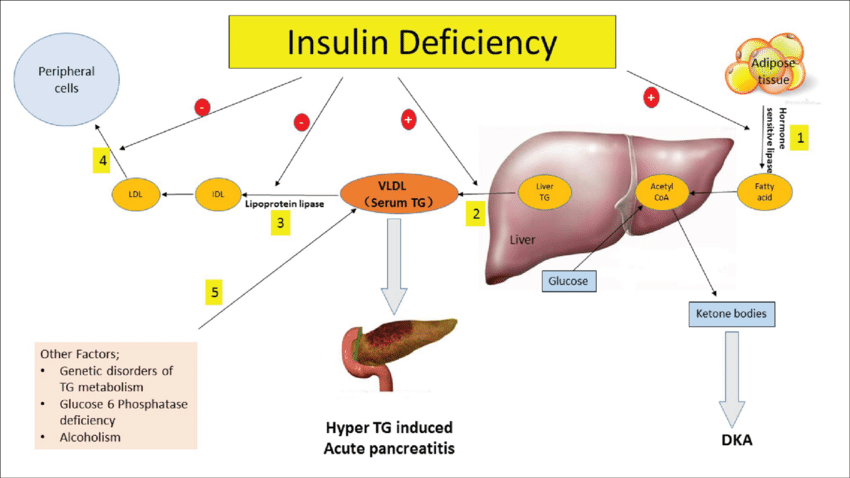 Insulin Deficiency
Peripheral
cells
Adipose
tissue
-
-
+
+
Hormone
sensitive lipase
1
4
LDL
IDL
Lipoprotein lipase
3
VLDL
(Serum TG)
2
Liver
TG
Acetyl
CoA
Fatty
acid
Liver
Glucose
5
Ketone bodies
Other Factors;
• Genetic disorders of
TG metabolism
• Glucose 6 Phosphatase
deficiency
• Alcoholism
Hyper TG induced
Acute pancreatitis
DKA